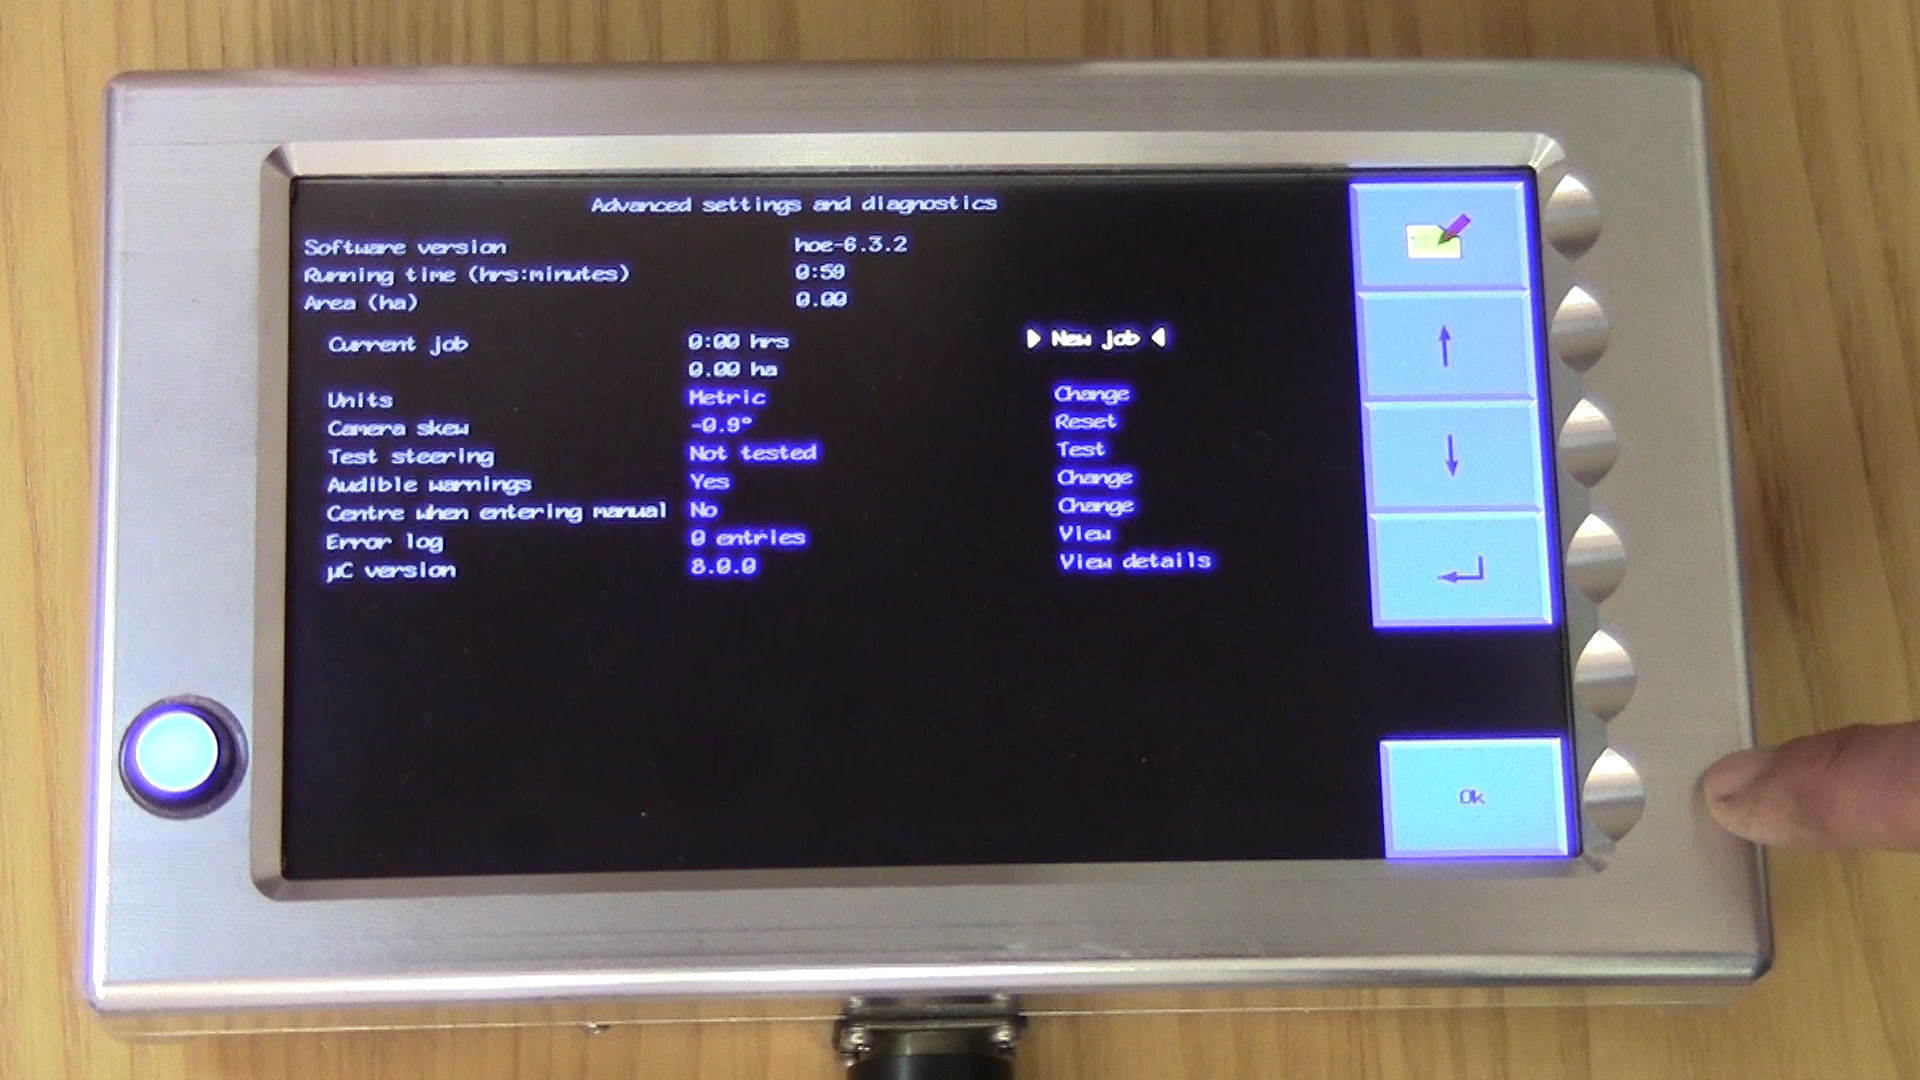 Advanced settings and diagnostics
Software version hoe-6.3.2
Running time (hrs:minutes) 0:59
Area (ha) 0.00
Current job 0:00 hrs New job
0.00 ha
Units Metric Change
Camera skew -0.9° Reset
Test steering Not tested Test
Audible warnings Yes Change
Centre when entering manual No Change
Error log 0 entries View
µC version 8.0.0 View details
Ok